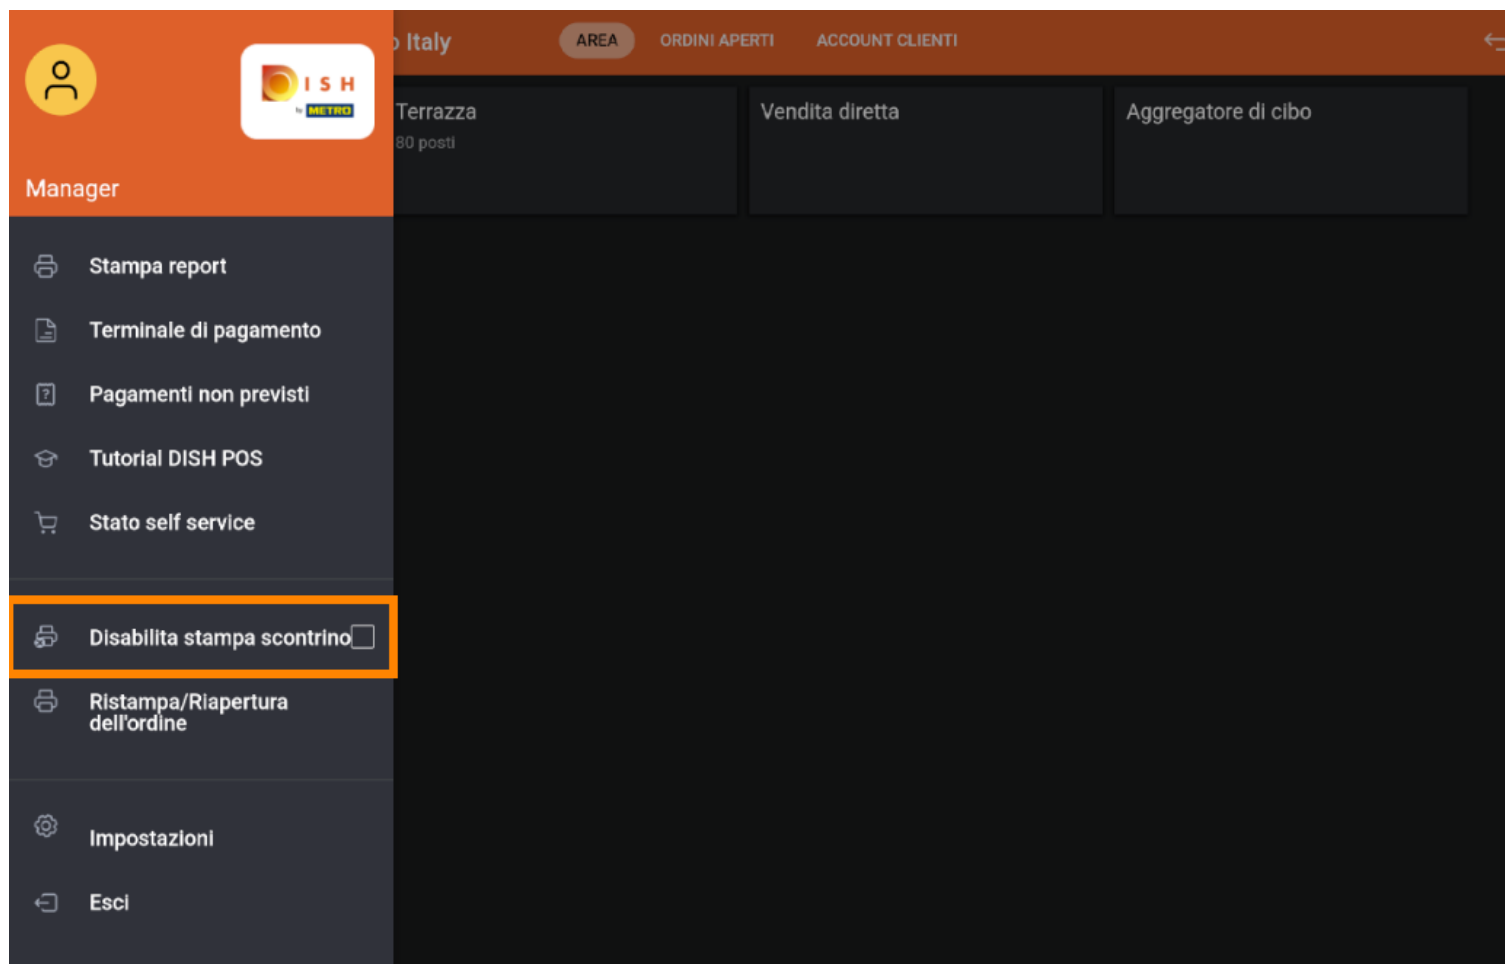 DISH
by METRO
Manager
Stampa report
Terminale di pagamento
Pagamenti non previsti
Tutorial DISH POS
Stato self service
Disabilita stampa scontrino
Ristampa/Riapertura
dell'ordine
Impostazioni
Esci
o Italy
AREA
ORDINI APERTI
ACCOUNT CLIENTI
Terrazza
80 posti
Vendita diretta
Aggregatore di cibo